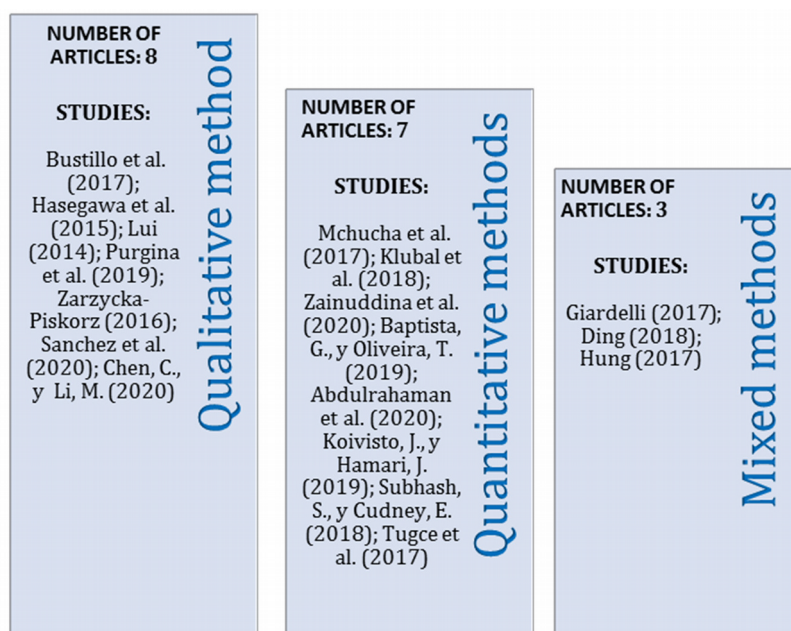 NUMBER OF
ARTICLES: 8
STUDIES:
Bustillo et al.
(2017);
Hasegawa et al.
(2015); Lui
(2014); Purgina
et al. (2019);
Zarzycka-
Piskorz (2016);
Sanchez et al.
(2020); Chen, C.,
y Li, M. (2020)
Qualitative method
NUMBER OF
ARTICLES: 7
STUDIES:
Mchucha et al.
(2017); Klubal et
al. (2018);
Zainuddina et al.
(2020); Baptista,
G., y Oliveira, T.
(2019);
Abdulrahaman
et al. (2020);
Koivisto, J., y
Hamari, J.
(2019); Subhash,
S., y Cudney, E.
(2018); Tugce et
al. (2017)
Quantitative methods
NUMBER OF
ARTICLES: 3
STUDIES:
Giardelli (2017);
Ding (2018);
Hung (2017)
Mixed methods